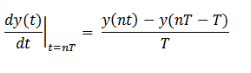 dy(t)/dt |t=nT = y(nt) − y(nT − T)/T